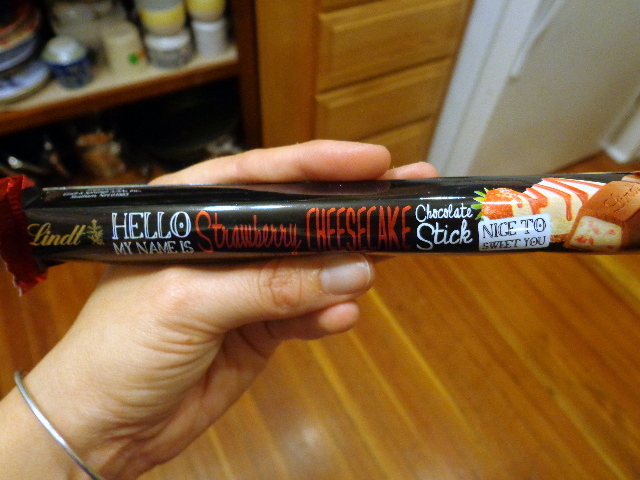 Lindt
HELLO
MY NAME IS
Strawberry CHEESECAKE
Chocolate
Stick
NICE TO
SWEET YOU